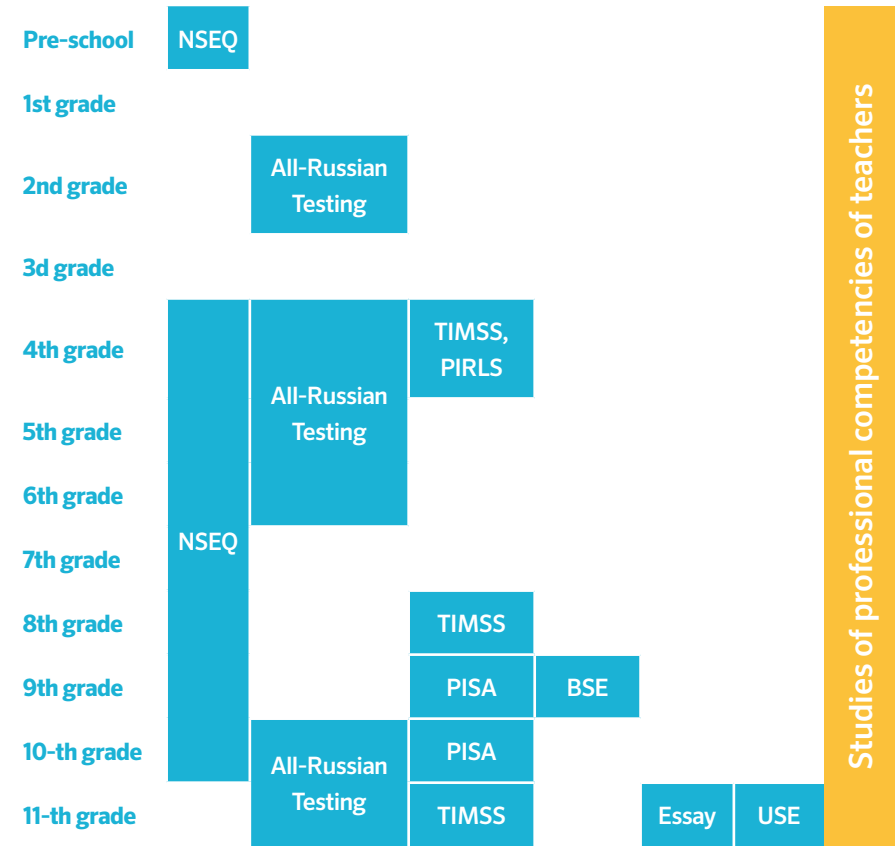 Pre-school
NSEQ
1st grade
2nd grade
All-Russian
Testing
3d grade
4th grade
TIMSS,
PIRLS
All-Russian
Testing
5th grade
6th grade
NSEQ
7th grade
8th grade
TIMSS
9th grade
PISA
BSE
10-th grade
PISA
All-Russian
Testing
11-th grade
TIMSS
Essay
USE
Studies of professional competencies of teachers